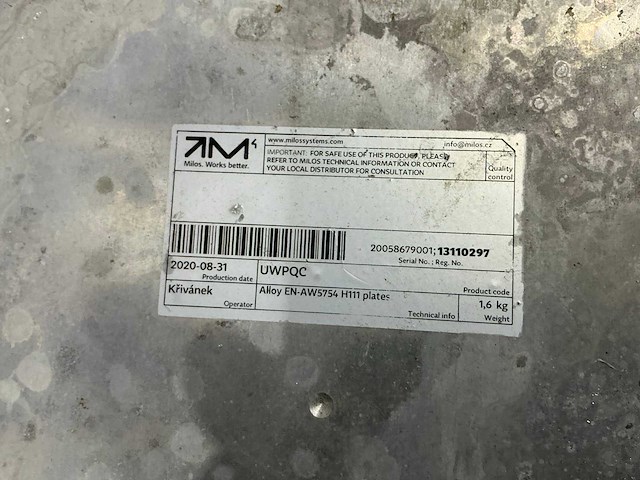 7M4
Milos. Works better.
www.milossystems.com info@milos.cz
IMPORTANT: FOR SAFE USE OF THIS PRODUCT, PLEASE
REFER TO MILOS TECHNICAL INFORMATION OR CONTACT
YOUR LOCAL DISTRIBUTOR FOR CONSULTATION
Quality
control
20058679001; 13110297
Serial No.; Reg. No.
2020-08-31
Production date
UWPQC
Product code
Křivánek
Operator
Alloy EN-AW5754 H111 plates
Technical info
1,6 kg
Weight